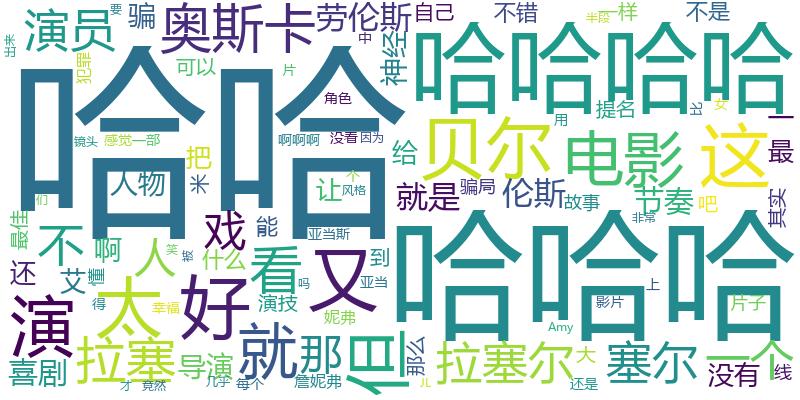 演员
骗
奥斯卡
劳伦斯
自己
不错
一样
半段
不是
要
出来
中
神经
哈哈
哈哈哈哈
犯罪
可以
片
角色
提名
比
女
一
镜头
感觉
一部
啊啊啊
没看
因为
用
把
给
贝尔
电影
这
最
人物
米
让
个
风格
就是
骗局
伦斯
故事
节奏
吧
其实
们
最佳
不
啊
戏
能
亚当斯
到
非常
哈哈哈
还
艾
懂
人
笑
被
什么
看
吗
亚当
又
上
得
幸福
演技
影片
片子
演
太
好
妮弗
Amy
但
那么
喜剧
拉塞
导演
就
那
拉塞尔
大
塞尔
一个
没有
线
才
竟然
几乎
每个
詹妮弗
儿
还是